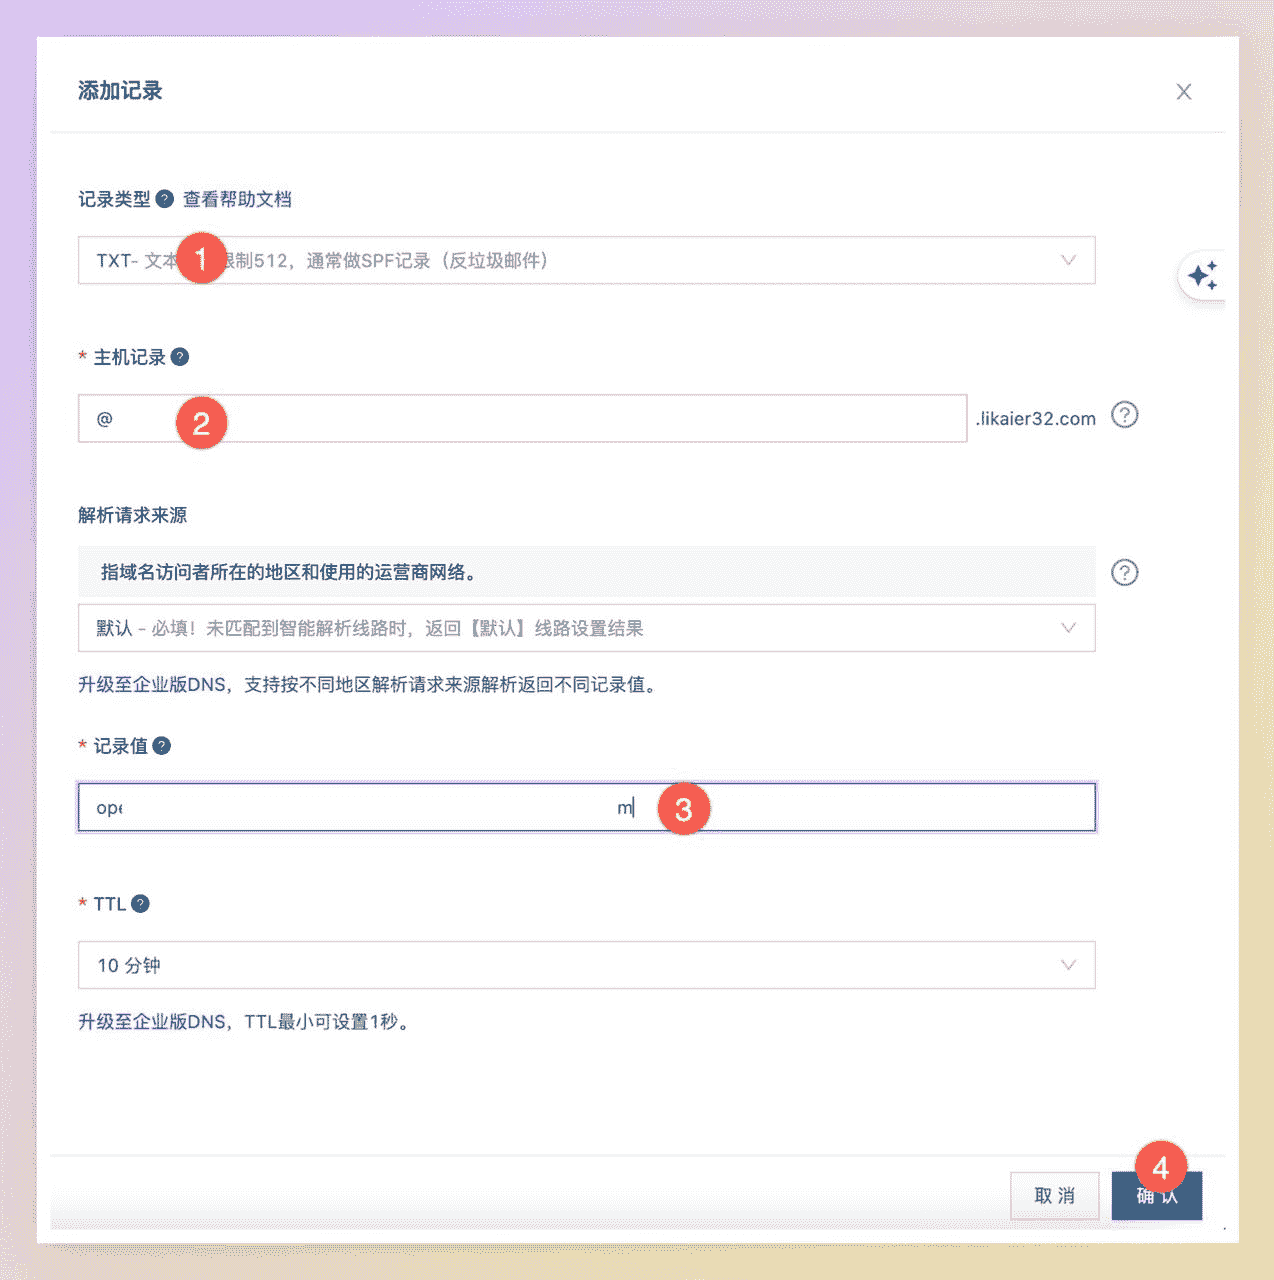 添加记录
记录类型 ? 查看帮助文档
TXT- 文本 1 限制512，通常做SPF记录（反垃圾邮件）
* 主机记录 ?
@ 2 .likaier32.com ?
解析请求来源
指域名访问者所在的地区和使用的运营商网络。 ?
默认 - 必填！未匹配到智能解析线路时，返回【默认】线路设置结果
升级至企业版DNS，支持按不同地区解析请求来源解析返回不同记录值。
* 记录值 ?
ope m 3
* TTL ?
10 分钟
升级至企业版DNS，TTL最小可设置1秒。
4
取 消 确 认